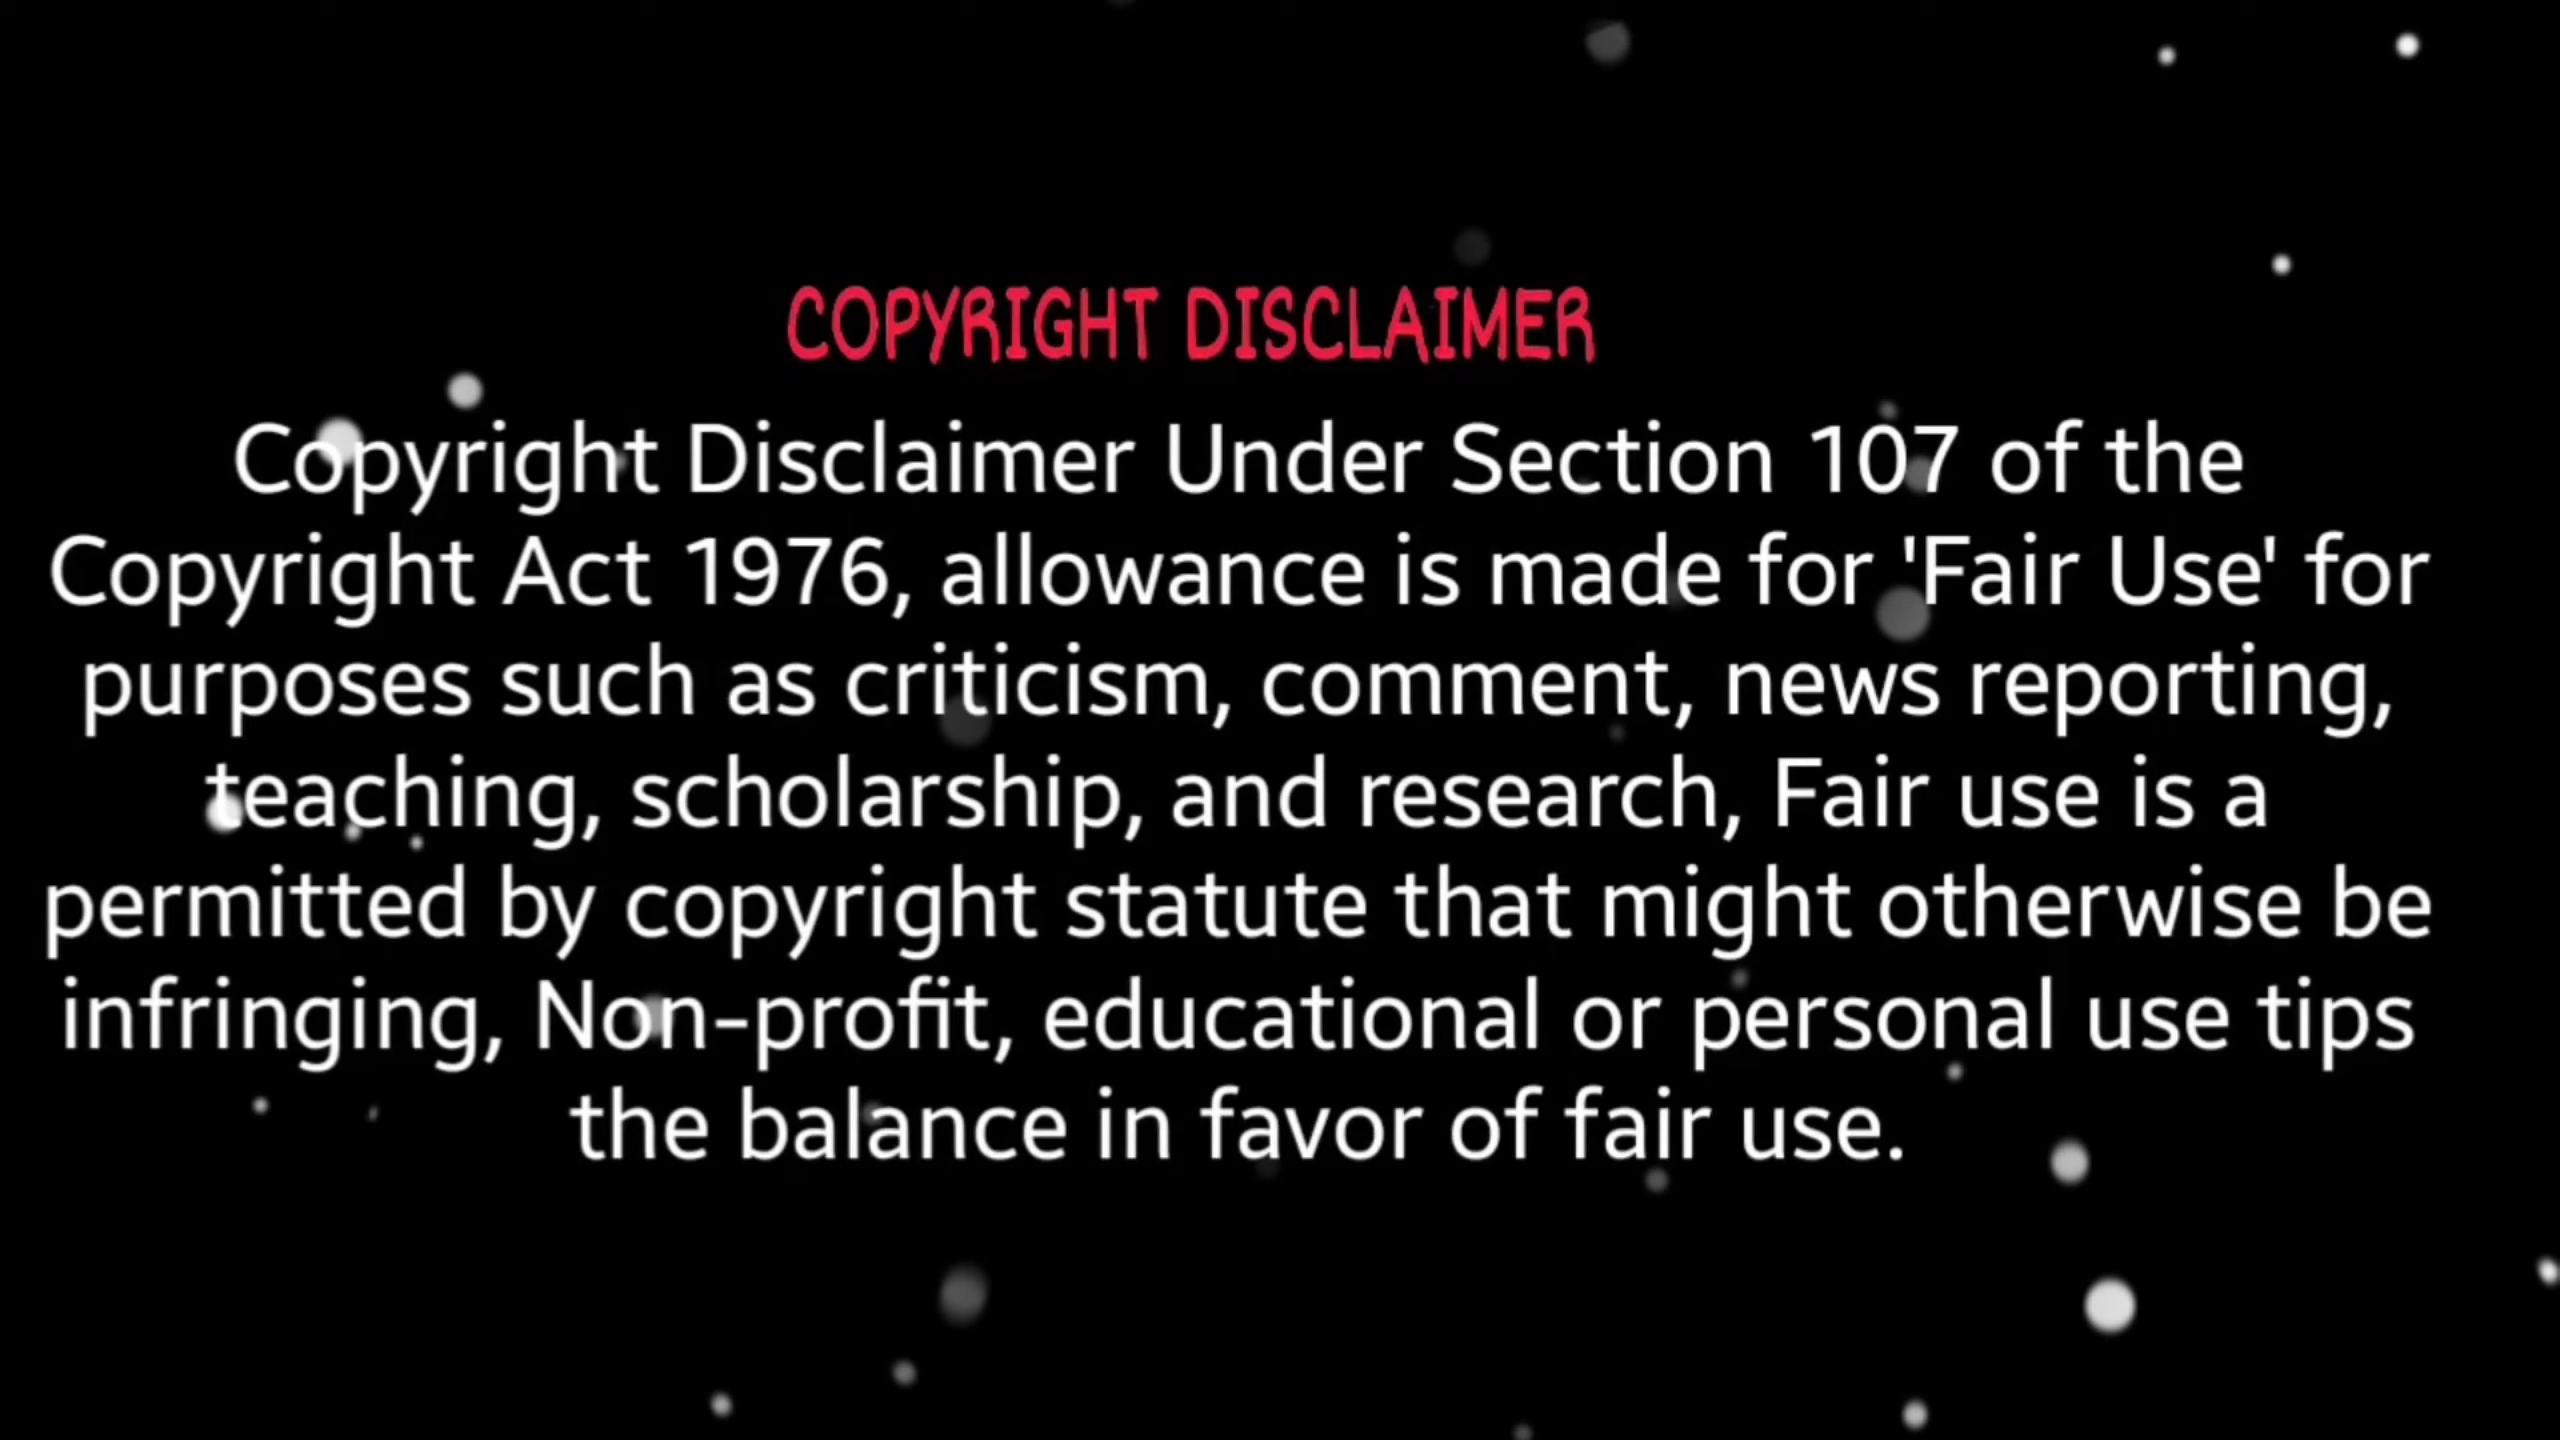 COPYRIGHT DISCLAIMER
Copyright Disclaimer Under Section 107 of the
Copyright Act 1976, allowance is made for 'Fair Use' for
purposes such as criticism, comment, news reporting,
teaching, scholarship, and research, Fair use is a
permitted by copyright statute that might otherwise be
infringing, Non-profit, educational or personal use tips
the balance in favor of fair use.